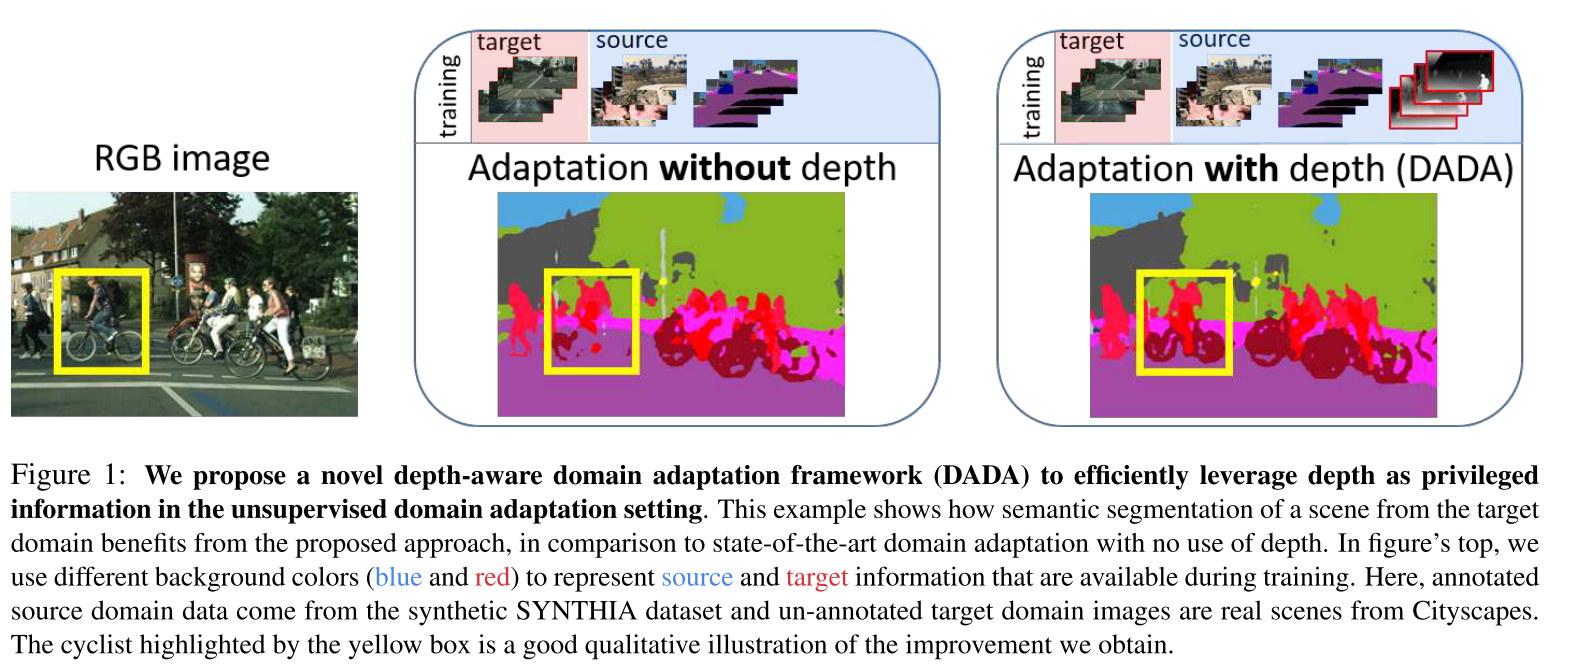 target
source
training
target
source
training
RGB image
Adaptation without depth
Adaptation with depth (DADA)
Figure 1: We propose a novel depth-aware domain adaptation framework (DADA) to efficiently leverage depth as privileged
information in the unsupervised domain adaptation setting. This example shows how semantic segmentation of a scene from the target
domain benefits from the proposed approach, in comparison to state-of-the-art domain adaptation with no use of depth. In figure's top, we
use different background colors (blue and red) to represent source and target information that are available during training. Here, annotated
source domain data come from the synthetic SYNTHIA dataset and un-annotated target domain images are real scenes from Cityscapes.
The cyclist highlighted by the yellow box is a good qualitative illustration of the improvement we obtain.